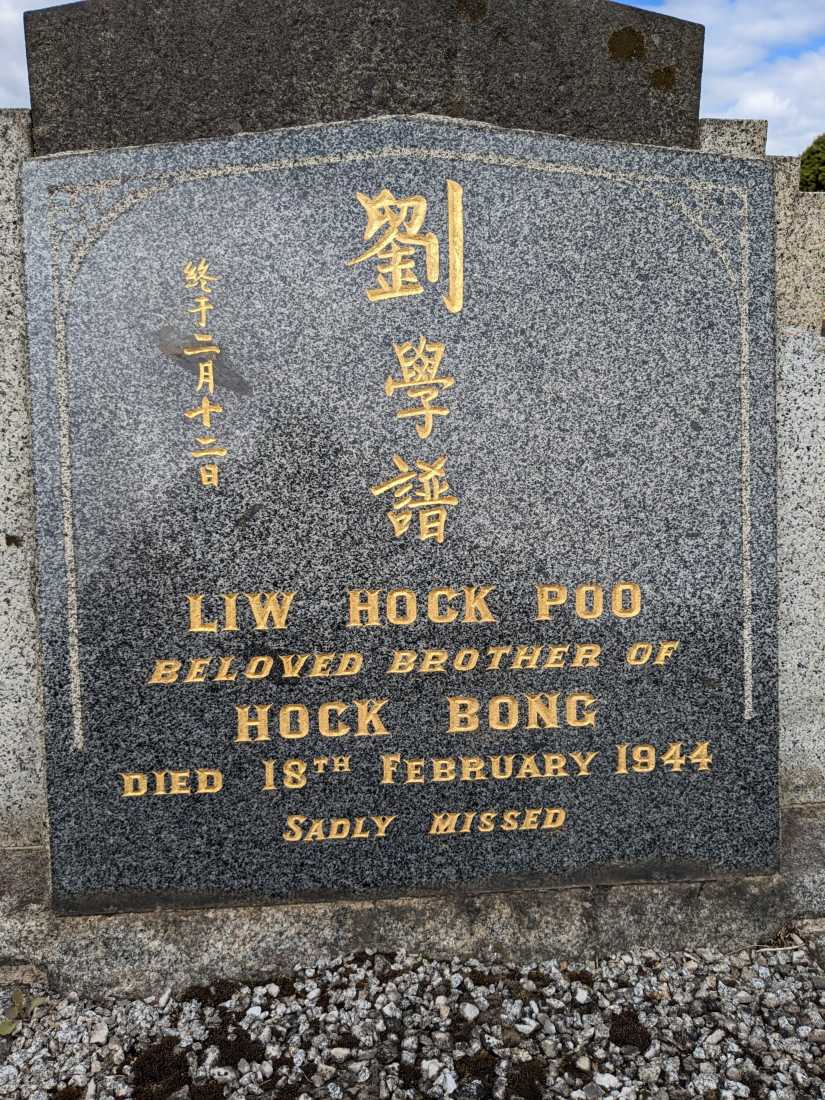 劉學譜
終于二月十二日
LIW HOCK POO
BELOVED BROTHER OF
HOCK BONG
DIED 18TH FEBRUARY 1944
SADLY MISSED